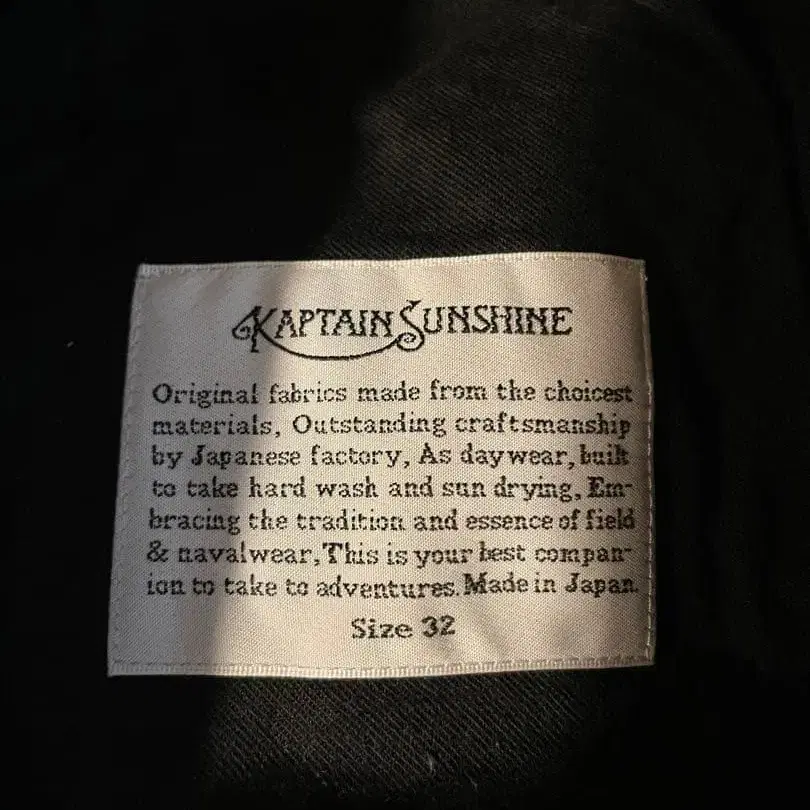 KAPTAIN SUNSHINE
Original fabrics made from the choicest
materials, Outstanding craftsmanship
by Japanese factory, As daywear, built
to take hard wash and sun drying, Em-
bracing the tradition and essence of field
& navalwear, This is your best compan-
ion to take to adventures. Made in Japan.
Size 32